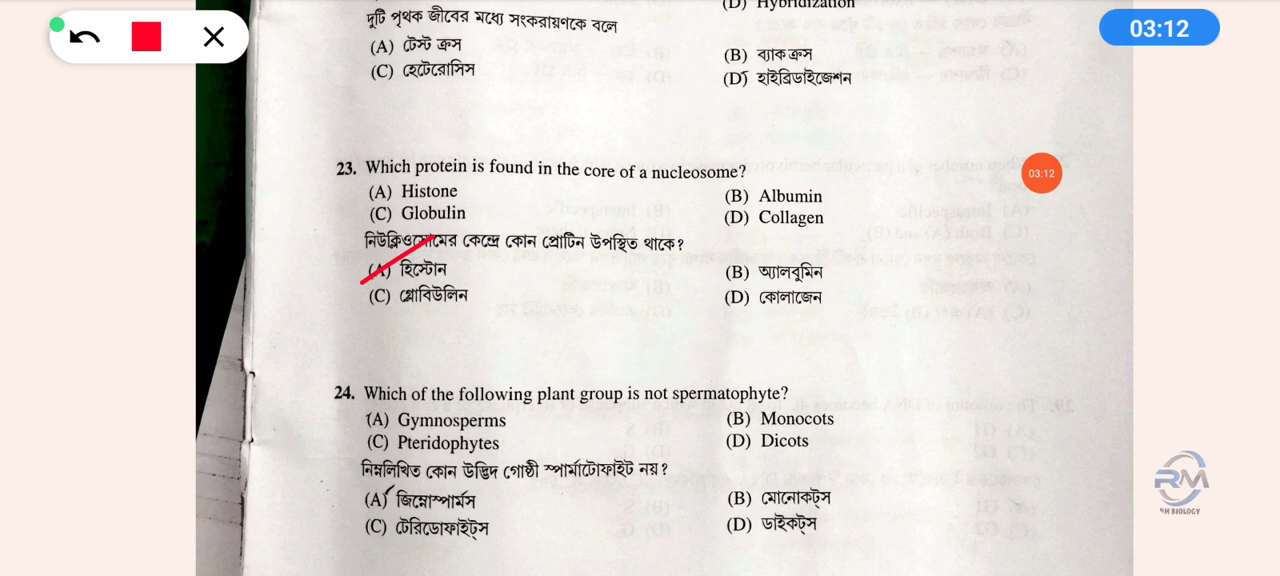 (D) Hybridization
03:12
দুটি পৃথক জীবের মধ্যে সংকরায়ণকে বলে
(A) টেস্ট ক্রস
(B) ব্যাক ক্রস
(C) হেটেরোসিস
(D) হাইব্রিডাইজেশন
23. Which protein is found in the core of a nucleosome?
03:12
(A) Histone
(B) Albumin
(C) Globulin
(D) Collagen
নিউক্লিওসোমের কেন্দ্রে কোন প্রোটিন উপস্থিত থাকে?
(A) হিস্টোন
(B) অ্যালবুমিন
(C) গ্লোবিউলিন
(D) কোলাজেন
24. Which of the following plant group is not spermatophyte?
(A) Gymnosperms
(B) Monocots
(C) Pteridophytes
(D) Dicots
নিম্নলিখিত কোন উদ্ভিদ গোষ্ঠী স্পার্মাটোফাইট নয়?
(A) জিম্নোস্পার্মস
(B) মোনোকট্স
(C) টেরিডোফাইট্স
(D) ডাইকট্স
RM
RM BIOLOGY